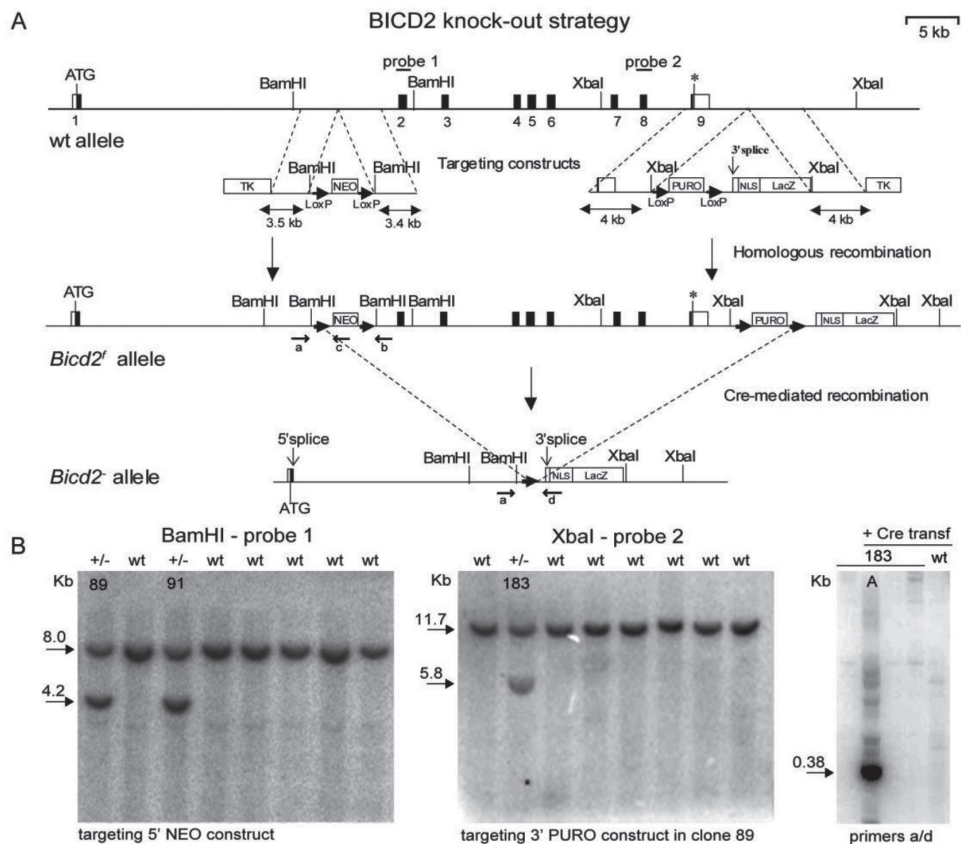 A
BICD2 knock-out strategy
5 kb
probe 1
probe 2
ATG
BamHI
BamHI
XbaI
*
XbaI
1
2
3
4
5
6
7
8
9
wt allele
Targeting constructs
3'splice
BamHI
BamHI
XbaI
XbaI
TK
NEO
PURO
NLS
LacZ
TK
LoxP
LoxP
LoxP
LoxP
3.5 kb
3.4 kb
4 kb
4 kb
Homologous recombination
ATG
BamHI
BamHI
BamHI
BamHI
XbaI
*
XbaI
XbaI
XbaI
NEO
PURO
NLS
LacZ
a
c
b
Bicd2f allele
Cre-mediated recombination
5'splice
3'splice
BamHI
BamHI
XbaI
XbaI
Bicd2- allele
NLS
LacZ
ATG
a
d
B
BamHI - probe 1
+/- wt +/- wt wt wt wt wt
Kb
89
91
8.0
4.2
targeting 5' NEO construct
XbaI - probe 2
wt +/- wt wt wt wt wt wt
Kb
183
11.7
5.8
targeting 3' PURO construct in clone 89
+ Cre transf
183
wt
Kb
A
0.38
primers a/d